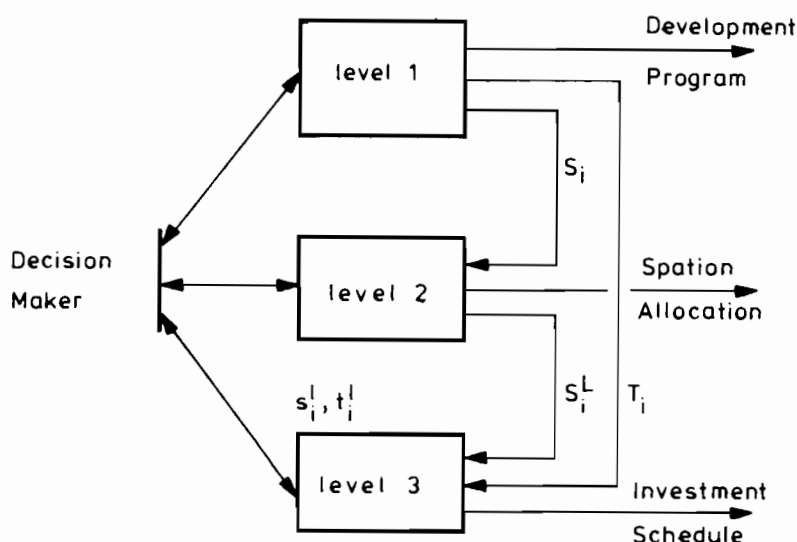 Development
Program
level 1
S_i
Decision
Maker
level 2
Spation
Allocation
s_i^l, t_i^l
S_i^L
T_i
level 3
Investment
Schedule